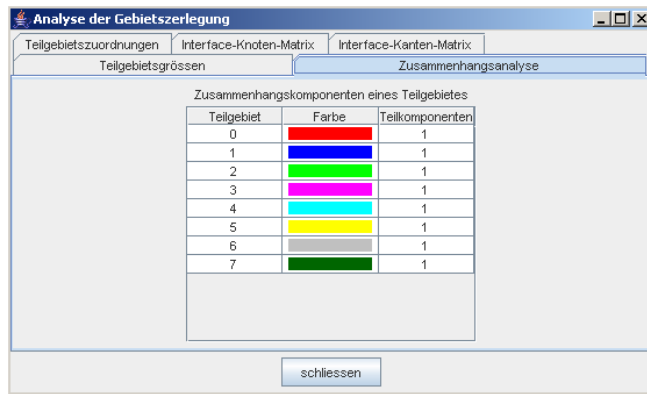 Analyse der Gebietszerlegung
Teilgebietszuordnungen Interface-Knoten-Matrix Interface-Kanten-Matrix
Teilgebietsgrössen Zusammenhangsanalyse
Zusammenhangskomponenten eines Teilgebietes
Teilgebiet Farbe Teilkomponenten
0 1
1 1
2 1
3 1
4 1
5 1
6 1
7 1
schliessen